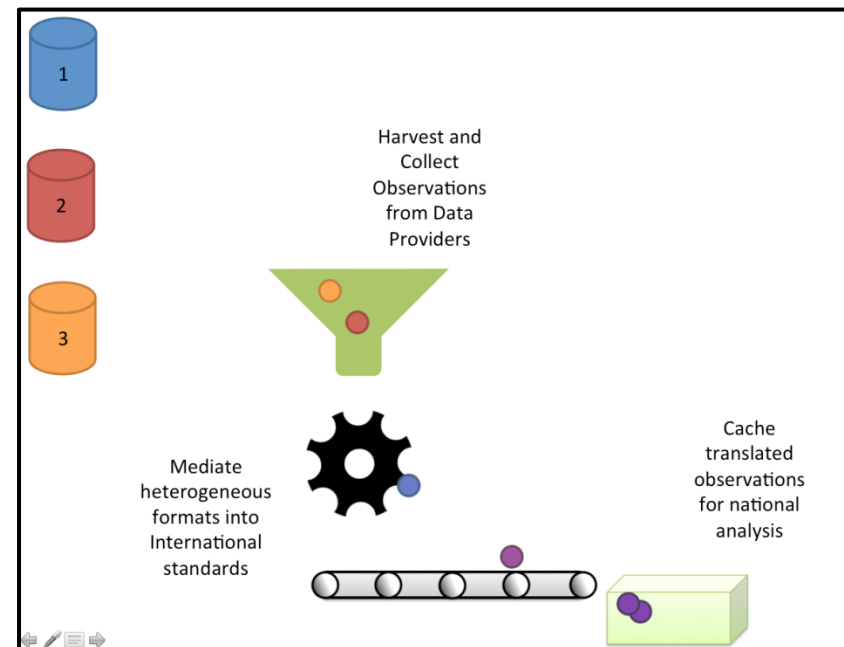 1
2
3
Harvest and
Collect
Observations
from Data
Providers
Mediate
heterogeneous
formats into
International
standards
Cache
translated
observations
for national
analysis